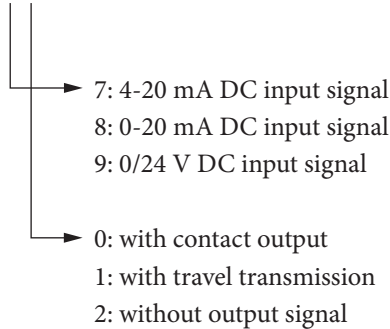 7: 4-20 mA DC input signal
8: 0-20 mA DC input signal
9: 0/24 V DC input signal
0: with contact output
1: with travel transmission
2: without output signal